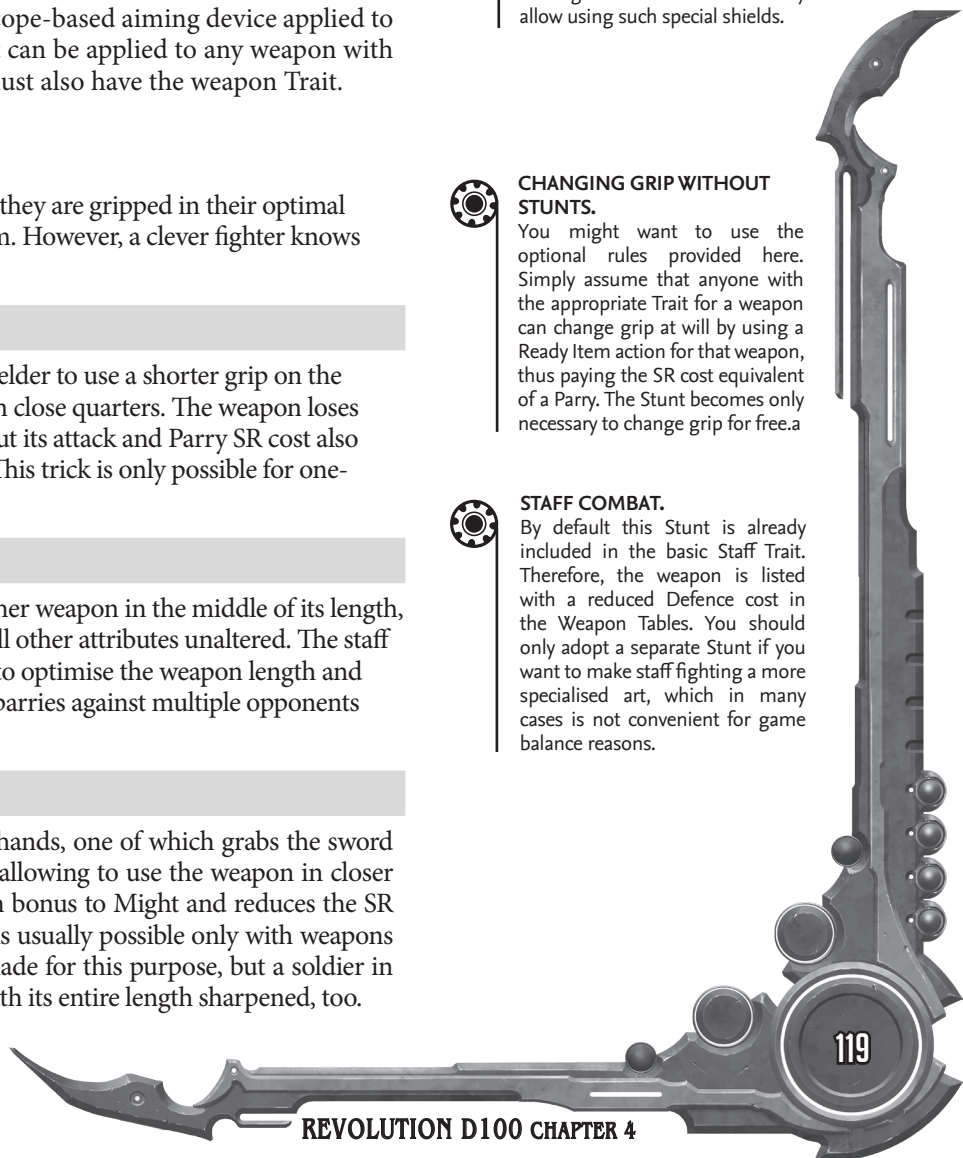 ope-based aiming device applied to
can be applied to any weapon with
ust also have the weapon Trait.
they are gripped in their optimal
n. However, a clever fighter knows
elder to use a shorter grip on the
n close quarters. The weapon loses
ut its attack and Parry SR cost also
This trick is only possible for one-
her weapon in the middle of its length,
ll other attributes unaltered. The staff
to optimise the weapon length and
parries against multiple opponents
hands, one of which grabs the sword
allowing to use the weapon in closer
n bonus to Might and reduces the SR
s usually possible only with weapons
ade for this purpose, but a soldier in
th its entire length sharpened, too.
allow using such special shields.
CHANGING GRIP WITHOUT
STUNTS.
You might want to use the
optional rules provided here.
Simply assume that anyone with
the appropriate Trait for a weapon
can change grip at will by using a
Ready Item action for that weapon,
thus paying the SR cost equivalent
of a Parry. The Stunt becomes only
necessary to change grip for free.a
STAFF COMBAT.
By default this Stunt is already
included in the basic Staff Trait.
Therefore, the weapon is listed
with a reduced Defence cost in
the Weapon Tables. You should
only adopt a separate Stunt if you
want to make staff fighting a more
specialised art, which in many
cases is not convenient for game
balance reasons.
119
REVOLUTION D100 CHAPTER 4